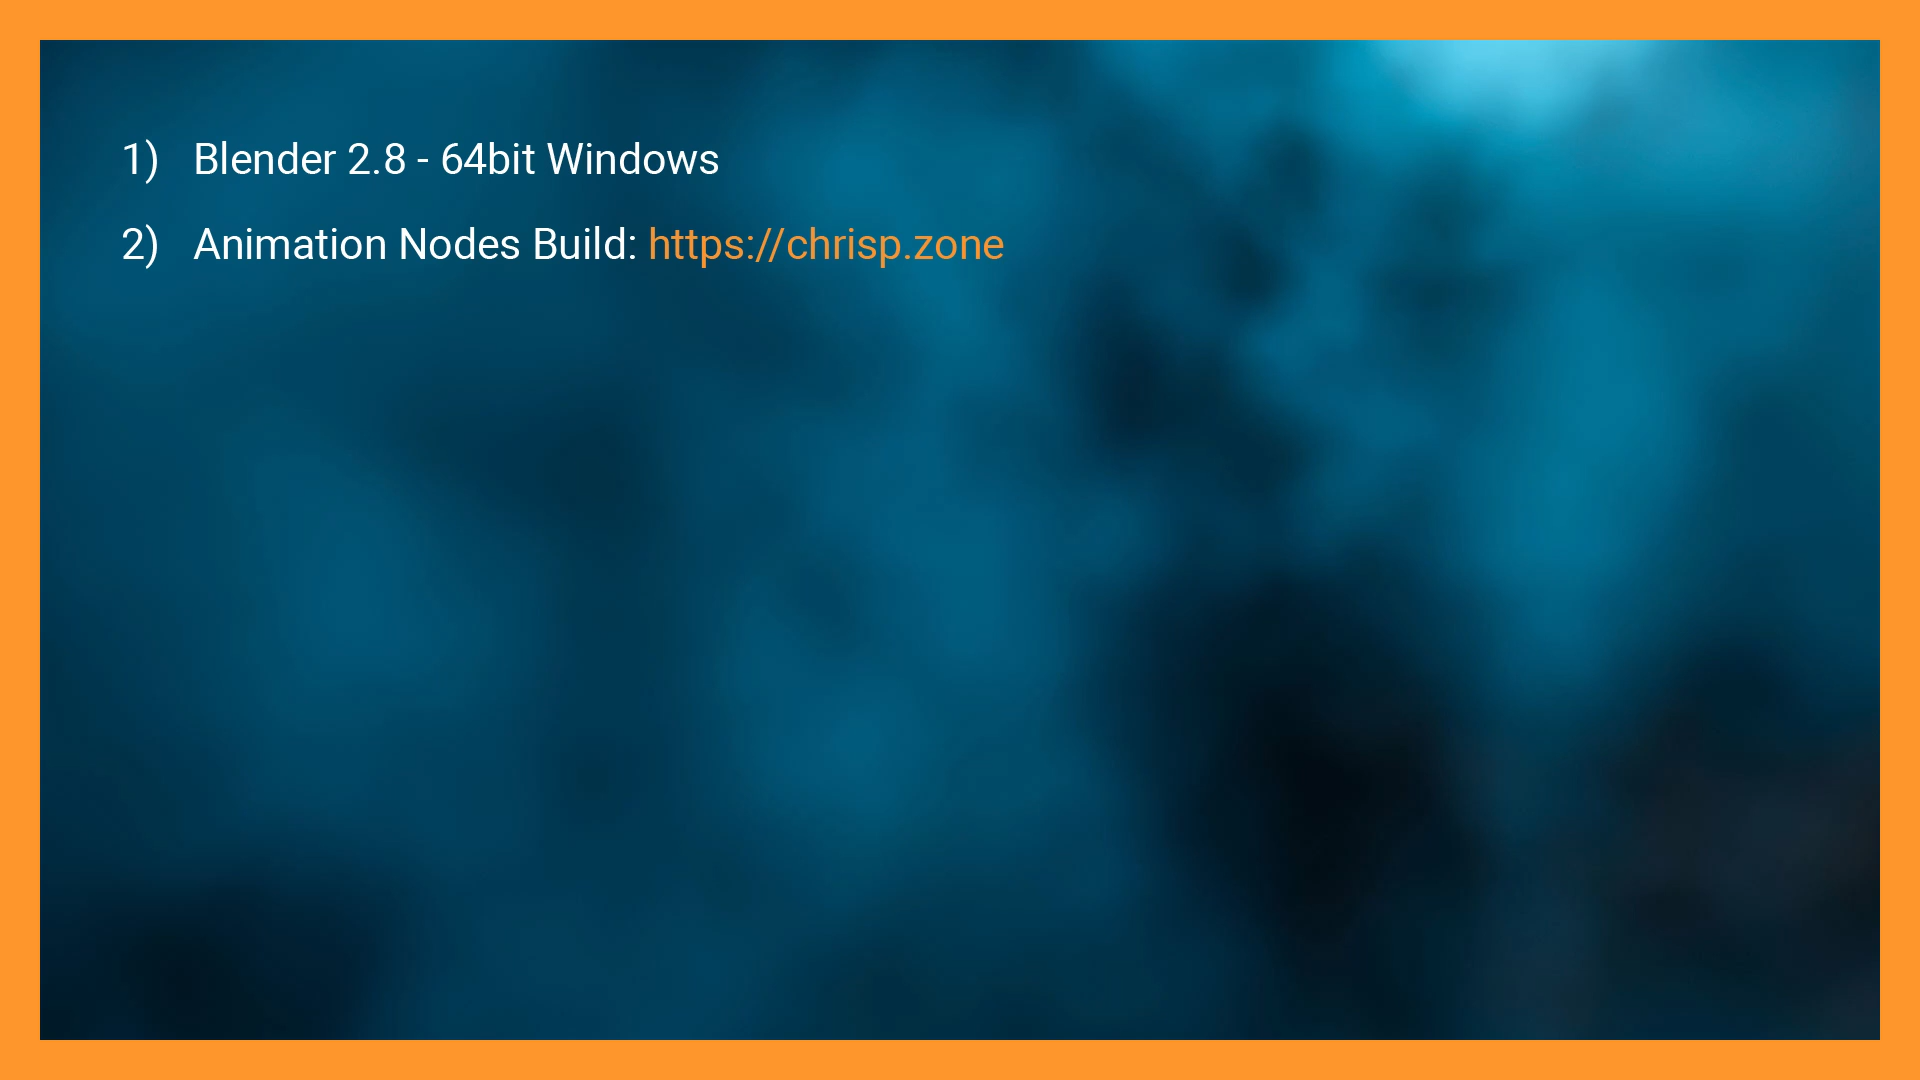 1) Blender 2.8 - 64bit Windows
2) Animation Nodes Build: https://chrisp.zone